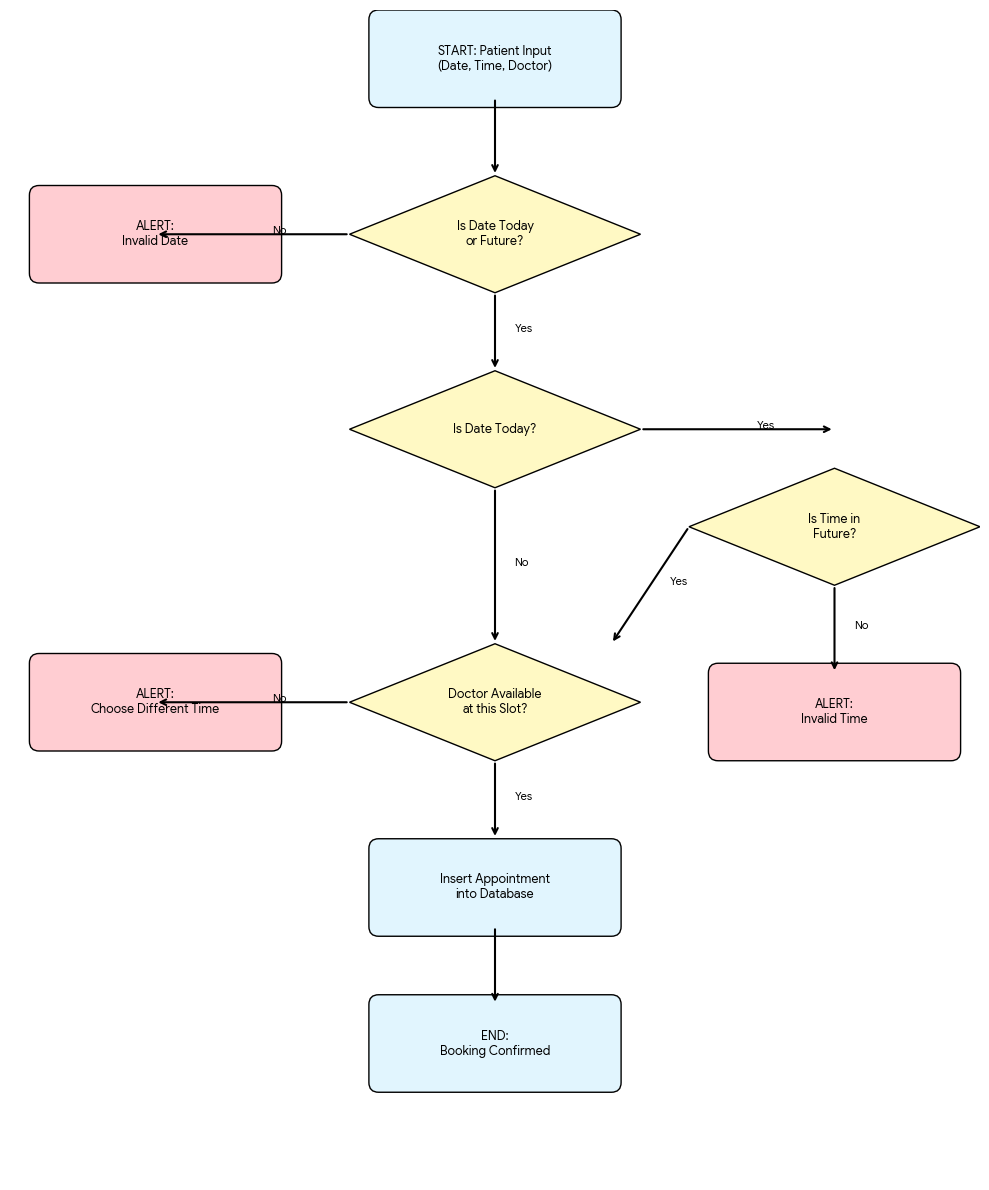 START: Patient Input
(Date, Time, Doctor)
ALERT:
Invalid Date
No
Is Date Today
or Future?
Yes
Is Date Today?
Yes
Is Time in
Future?
No
Yes
No
ALERT:
Choose Different Time
No
Doctor Available
at this Slot?
ALERT:
Invalid Time
Yes
Insert Appointment
into Database
END:
Booking Confirmed